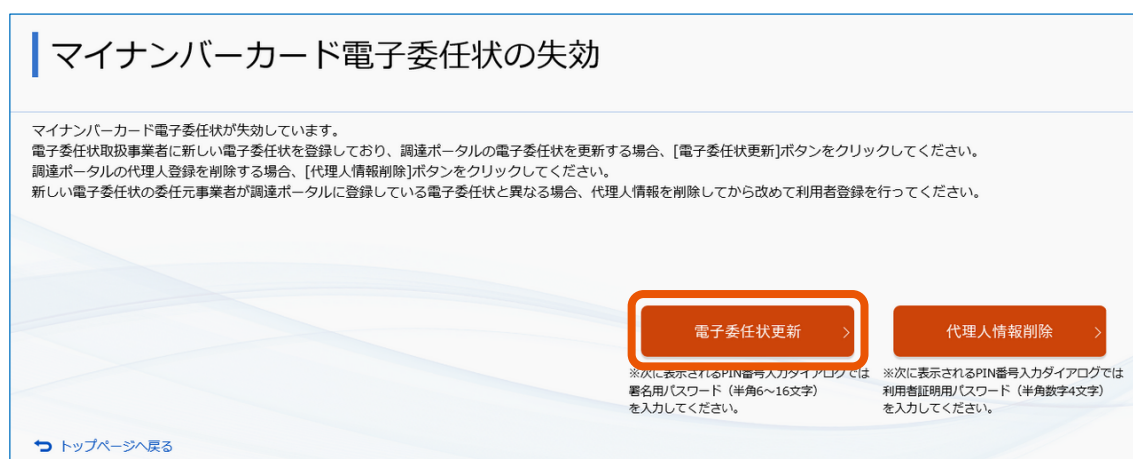 マイナンバーカード電子委任状の失効
マイナンバーカード電子委任状が失効しています。
電子委任状取扱事業者に新しい電子委任状を登録しており、調達ポータルの電子委任状を更新する場合、[電子委任状更新]ボタンをクリックしてください。
調達ポータルの代理人登録を削除する場合、[代理人情報削除]ボタンをクリックしてください。
新しい電子委任状の委任元事業者が調達ポータルに登録している電子委任状と異なる場合、代理人情報を削除してから改めて利用者登録を行ってください。
電子委任状更新
※次に表示されるPIN番号入力ダイアログでは
署名用パスワード（半角6～16文字）
を入力してください。
代理人情報削除
※次に表示されるPIN番号入力ダイアログでは
利用者証明用パスワード（半角数字4文字）
を入力してください。
トップページへ戻る